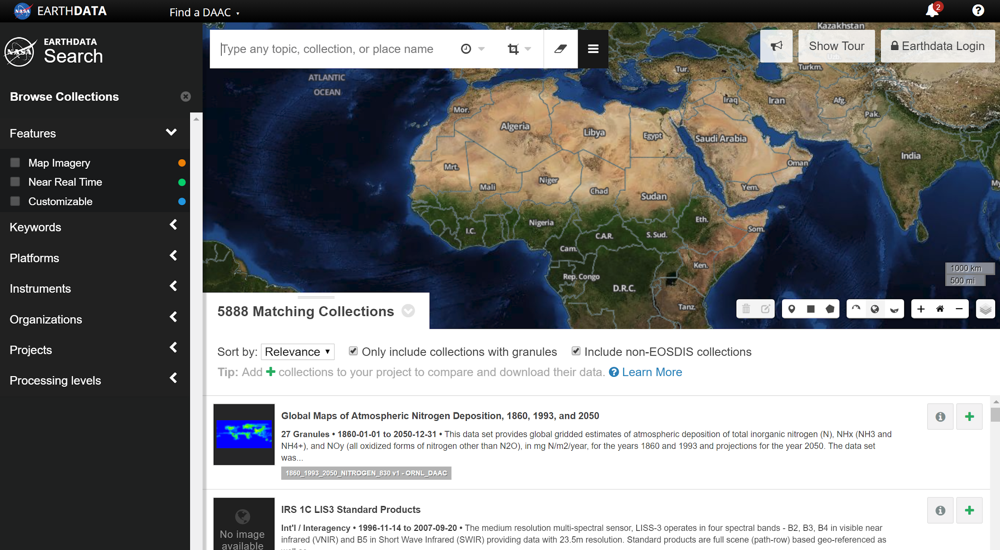 NASA EARTHDATA
Find a DAAC
2
NASA EARTHDATA
Search
Type any topic, collection, or place name
Show Tour
Earthdata Login
Browse Collections
Features
Map Imagery
Near Real Time
Customizable
Keywords
Platforms
Instruments
Organizations
Projects
Processing levels
Kazakhstan
Uzb.
Tur.
Turkm.
ATLANTIC
OCEAN
Mor.
Iraq
Iran
Afg.
Pak.
Algeria
Libya
Egypt
Saudi Arabia
India
Mrt.
Oman
Niger
Mali
Chad
Sudan
Yem.
My
Nigeria
Eth.
I.C.
C.A.R.
S. Sud.
Som.
Cam.
Ken.
Rep. Congo
D.R.C.
Tanz.
1000 km
500 mi
5888 Matching Collections
Sort by: Relevance
Only include collections with granules
Include non-EOSDIS collections
Tip: Add + collections to your project to compare and download their data. Learn More
Global Maps of Atmospheric Nitrogen Deposition, 1860, 1993, and 2050
27 Granules • 1860-01-01 to 2050-12-31 • This data set provides global gridded estimates of atmospheric deposition of total inorganic nitrogen (N), NHx (NH3 and
NH4+), and NOy (all oxidized forms of nitrogen other than N2O), in mg N/m2/year, for the years 1860 and 1993 and projections for the year 2050. The data set
was...
1860_1993_2050_NITROGEN_830 v1 - ORNL_DAAC
No image
available
IRS 1C LIS3 Standard Products
Int'l / Interagency • 1996-11-14 to 2007-09-20 • The medium resolution multi-spectral sensor, LISS-3 operates in four spectral bands - B2, B3, B4 in visible near
infrared (VNIR) and B5 in Short Wave Infrared (SWIR) providing data with 23.5m resolution. Standard products are full scene (path-row) based geo-referenced as